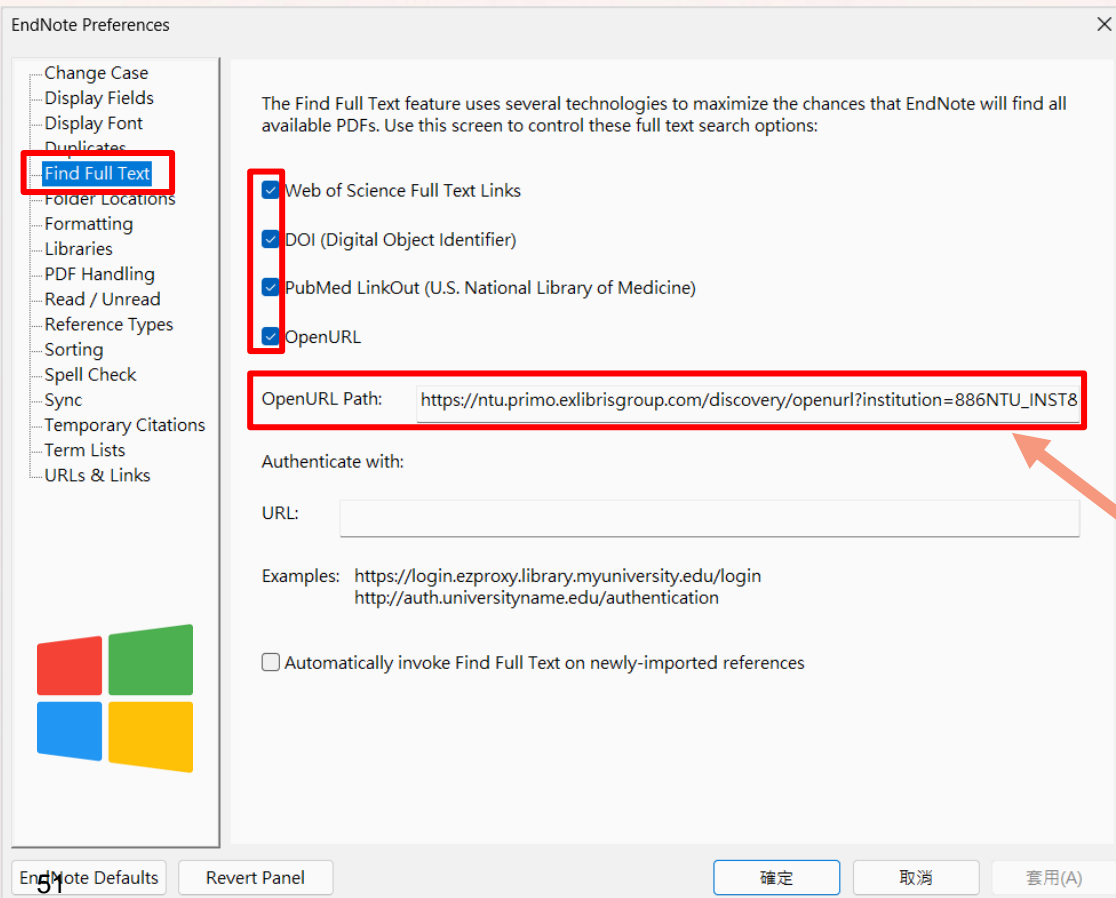 EndNote Preferences
Change Case
Display Fields
Display Font
Duplicates
Find Full Text
Folder Locations
Formatting
Libraries
PDF Handling
Read / Unread
Reference Types
Sorting
Spell Check
Sync
Temporary Citations
Term Lists
URLs & Links
The Find Full Text feature uses several technologies to maximize the chances that EndNote will find all
available PDFs. Use this screen to control these full text search options:
Web of Science Full Text Links
DOI (Digital Object Identifier)
PubMed LinkOut (U.S. National Library of Medicine)
OpenURL
OpenURL Path: https://ntu.primo.exlibrisgroup.com/discovery/openurl?institution=886NTU_INST&
Authenticate with:
URL:
Examples: https://login.ezproxy.library.myuniversity.edu/login
http://auth.universityname.edu/authentication
Automatically invoke Find Full Text on newly-imported references
EndNote Defaults
Revert Panel
確定
取消
套用(A)
51